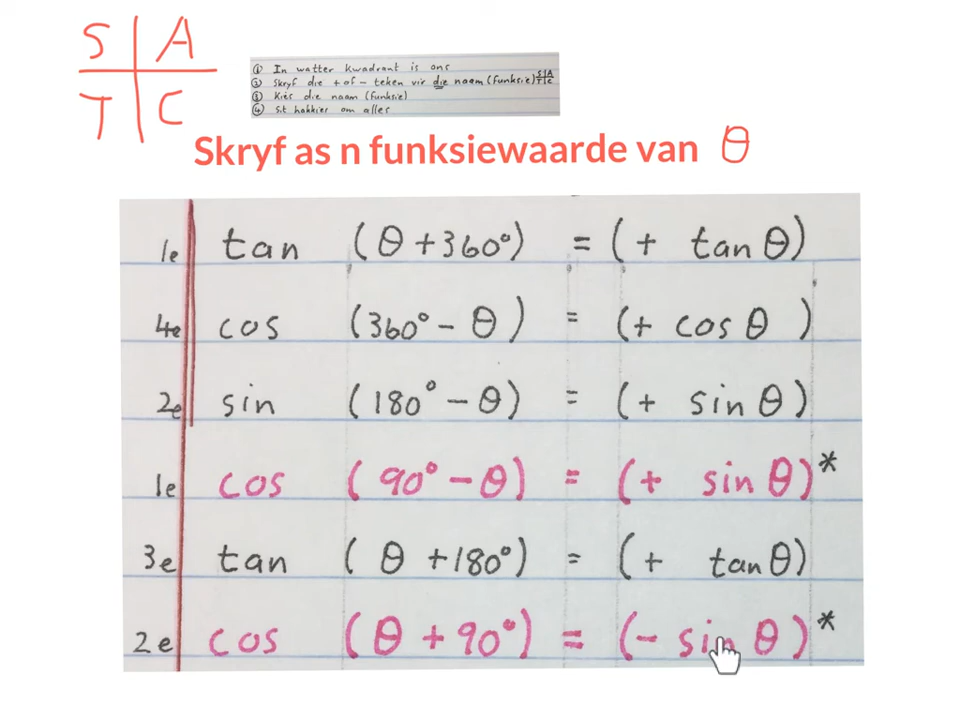 S A
T C
① In watter kwadrant is ons
② Skryf die + of - teken vir die naam (funksie) S A T C
③ Kies die naam (funksie)
④ Sit hakkies om alles
Skryf as n funksiewaarde van θ
1e tan (θ + 360°) = (+ tan θ)
4e cos (360° - θ) = (+ cos θ)
2e sin (180° - θ) = (+ sin θ)
1e cos (90° - θ) = (+ sin θ)*
3e tan (θ + 180°) = (+ tan θ)
2e cos (θ + 90°) = (- sin θ)*